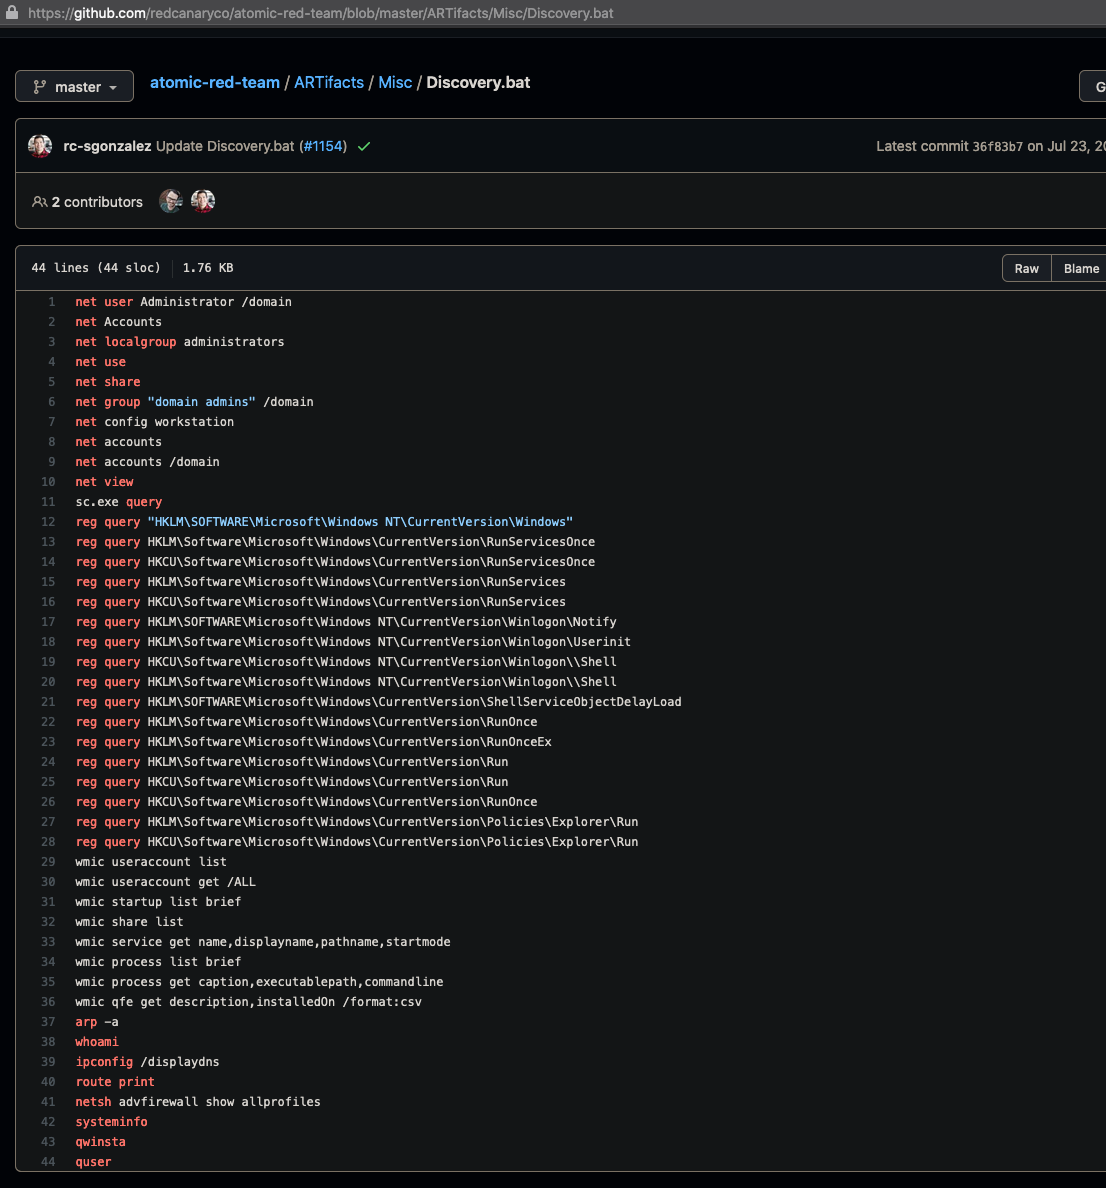 https://github.com/redcanaryco/atomic-red-team/blob/master/ARTifacts/Misc/Discovery.bat
master atomic-red-team / ARTifacts / Misc / Discovery.bat
rc-sgonzalez Update Discovery.bat (#1154) Latest commit 36f83b7 on Jul 23,
2 contributors
44 lines (44 sloc) 1.76 KB Raw Blame
1 net user Administrator /domain
2 net Accounts
3 net localgroup administrators
4 net use
5 net share
6 net group "domain admins" /domain
7 net config workstation
8 net accounts
9 net accounts /domain
10 net view
11 sc.exe query
12 reg query "HKLM\SOFTWARE\Microsoft\Windows NT\CurrentVersion\Windows"
13 reg query HKLM\Software\Microsoft\Windows\CurrentVersion\RunServicesOnce
14 reg query HKCU\Software\Microsoft\Windows\CurrentVersion\RunServicesOnce
15 reg query HKLM\Software\Microsoft\Windows\CurrentVersion\RunServices
16 reg query HKCU\Software\Microsoft\Windows\CurrentVersion\RunServices
17 reg query HKLM\SOFTWARE\Microsoft\Windows NT\CurrentVersion\Winlogon\Notify
18 reg query HKLM\Software\Microsoft\Windows NT\CurrentVersion\Winlogon\Userinit
19 reg query HKCU\Software\Microsoft\Windows NT\CurrentVersion\Winlogon\\Shell
20 reg query HKLM\Software\Microsoft\Windows NT\CurrentVersion\Winlogon\\Shell
21 reg query HKLM\SOFTWARE\Microsoft\Windows\CurrentVersion\ShellServiceObjectDelayLoad
22 reg query HKLM\Software\Microsoft\Windows\CurrentVersion\RunOnce
23 reg query HKLM\Software\Microsoft\Windows\CurrentVersion\RunOnceEx
24 reg query HKLM\Software\Microsoft\Windows\CurrentVersion\Run
25 reg query HKCU\Software\Microsoft\Windows\CurrentVersion\Run
26 reg query HKCU\Software\Microsoft\Windows\CurrentVersion\RunOnce
27 reg query HKLM\Software\Microsoft\Windows\CurrentVersion\Policies\Explorer\Run
28 reg query HKCU\Software\Microsoft\Windows\CurrentVersion\Policies\Explorer\Run
29 wmic useraccount list
30 wmic useraccount get /ALL
31 wmic startup list brief
32 wmic share list
33 wmic service get name,displayname,pathname,startmode
34 wmic process list brief
35 wmic process get caption,executablepath,commandline
36 wmic qfe get description,installedOn /format:csv
37 arp -a
38 whoami
39 ipconfig /displaydns
40 route print
41 netsh advfirewall show allprofiles
42 systeminfo
43 qwinsta
44 quser